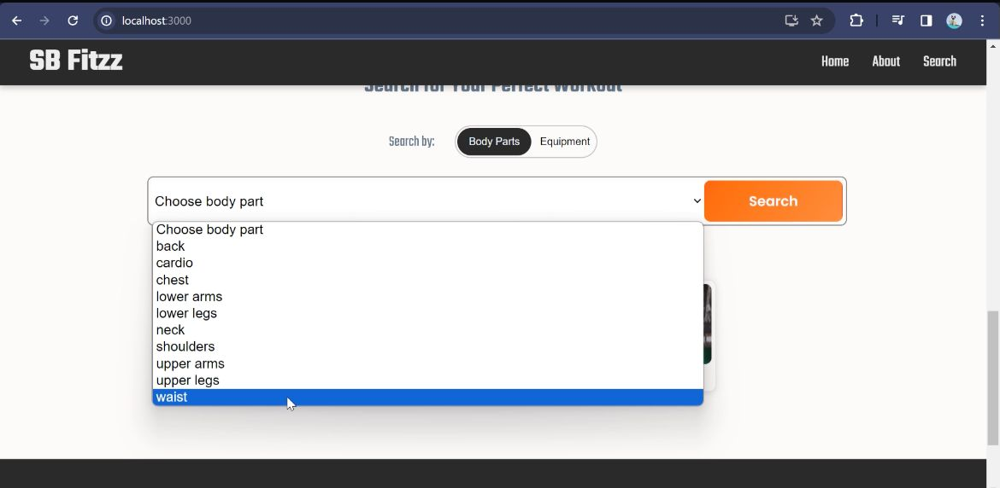 localhost:3000
SB Fitzz
Home About Search
Search for Your Perfect Workout
Search by: Body Parts Equipment
Choose body part
Search
Choose body part
back
cardio
chest
lower arms
lower legs
neck
shoulders
upper arms
upper legs
waist